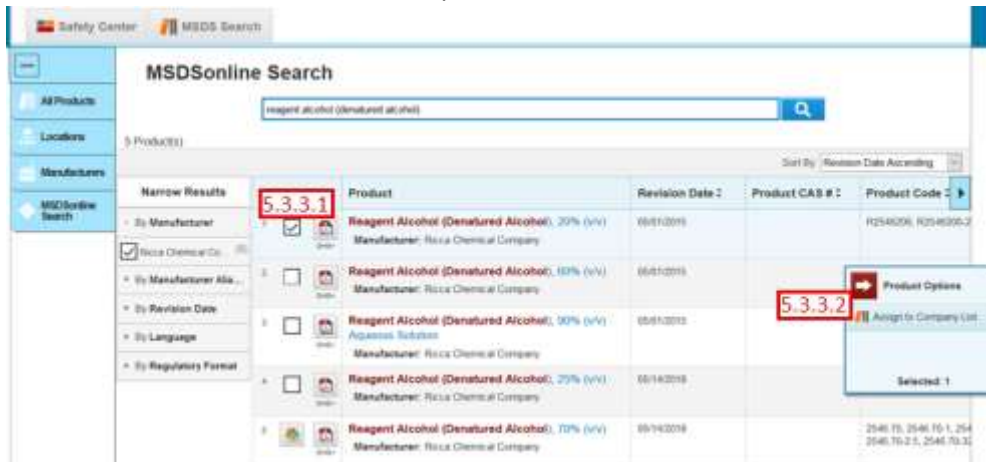 Safety Center MSDS Search
MSDSonline Search
All Products
Locations
Manufacturers
MSDSonline
Search
reagent alcohol (denatured alcohol)
5 Product(s)
Sort By Revision Date Ascending
Narrow Results
By Manufacturer
Ricca Chemical Co...
By Manufacturer Alia...
By Revision Date
By Language
By Regulatory Format
5.3.3.1
Product Revision Date Product CAS # Product Code
Reagent Alcohol (Denatured Alcohol), 20% (v/v)
Manufacturer: Ricca Chemical Company
Reagent Alcohol (Denatured Alcohol), (v/v)
Manufacturer: Ricca Chemical Company
Reagent Alcohol (Denatured Alcohol), 90% (v/v)
Aqueous Solution
Manufacturer: Ricca Chemical Company
Reagent Alcohol (Denatured Alcohol), 25% (v/v)
Manufacturer: Ricca Chemical Company
Reagent Alcohol (Denatured Alcohol), 70% (v/v)
Manufacturer: Ricca Chemical Company
5.3.3.2
Product Options
Assign to Company List
Selected: 1